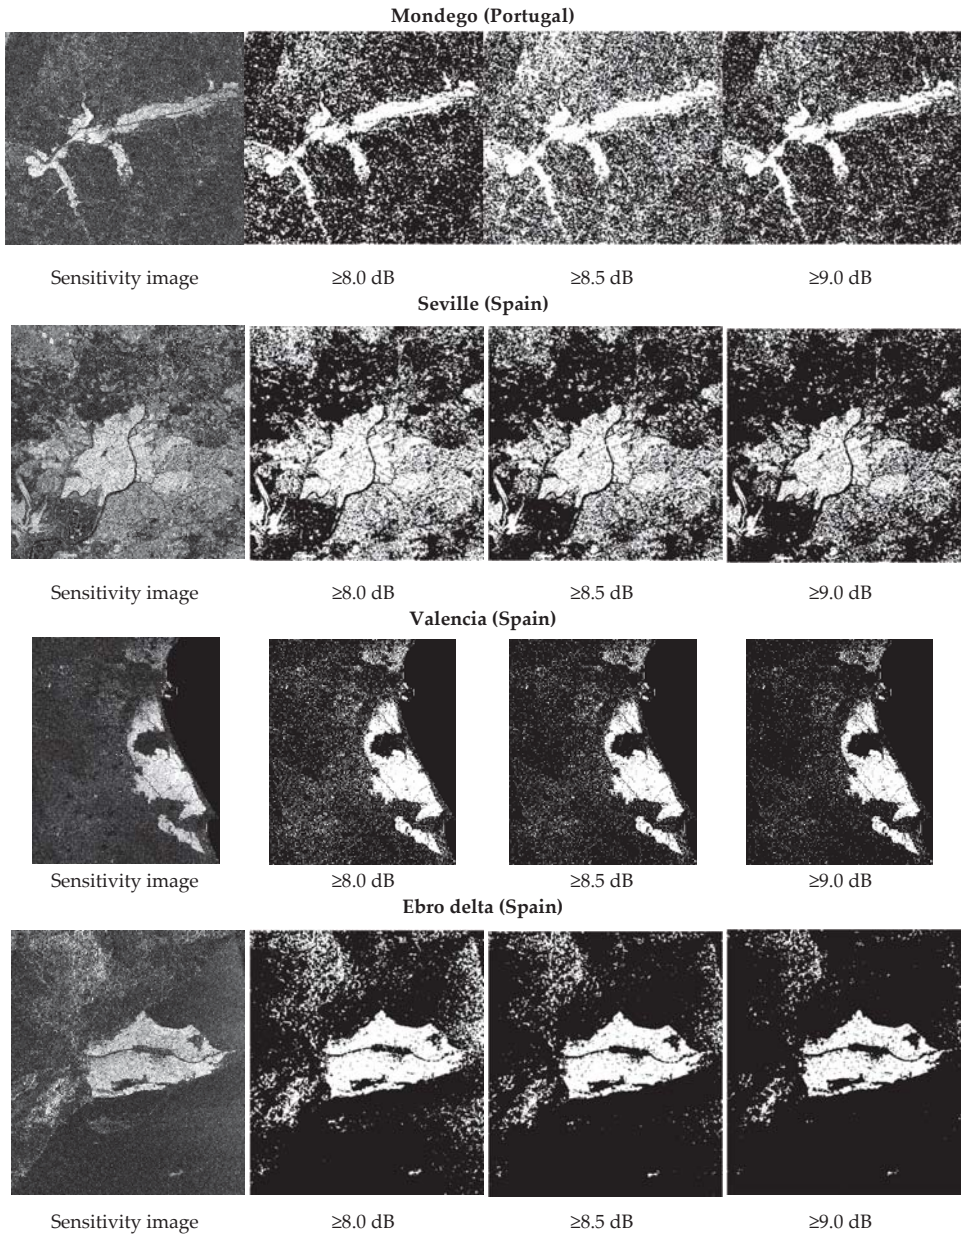 Mondego (Portugal)
Sensitivity image ≥8.0 dB ≥8.5 dB ≥9.0 dB
Seville (Spain)
Sensitivity image ≥8.0 dB ≥8.5 dB ≥9.0 dB
Valencia (Spain)
Sensitivity image ≥8.0 dB ≥8.5 dB ≥9.0 dB
Ebro delta (Spain)
Sensitivity image ≥8.0 dB ≥8.5 dB ≥9.0 dB